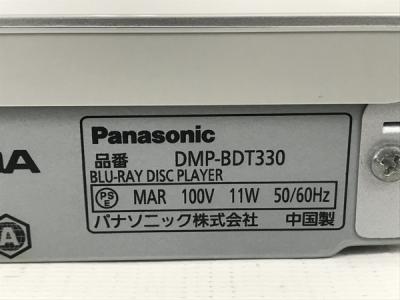 Panasonic
品番 DMP-BDT330
BLU-RAY DISC PLAYER
PS E MAR 100V 11W 50/60Hz
パナソニック株式会社 中国製